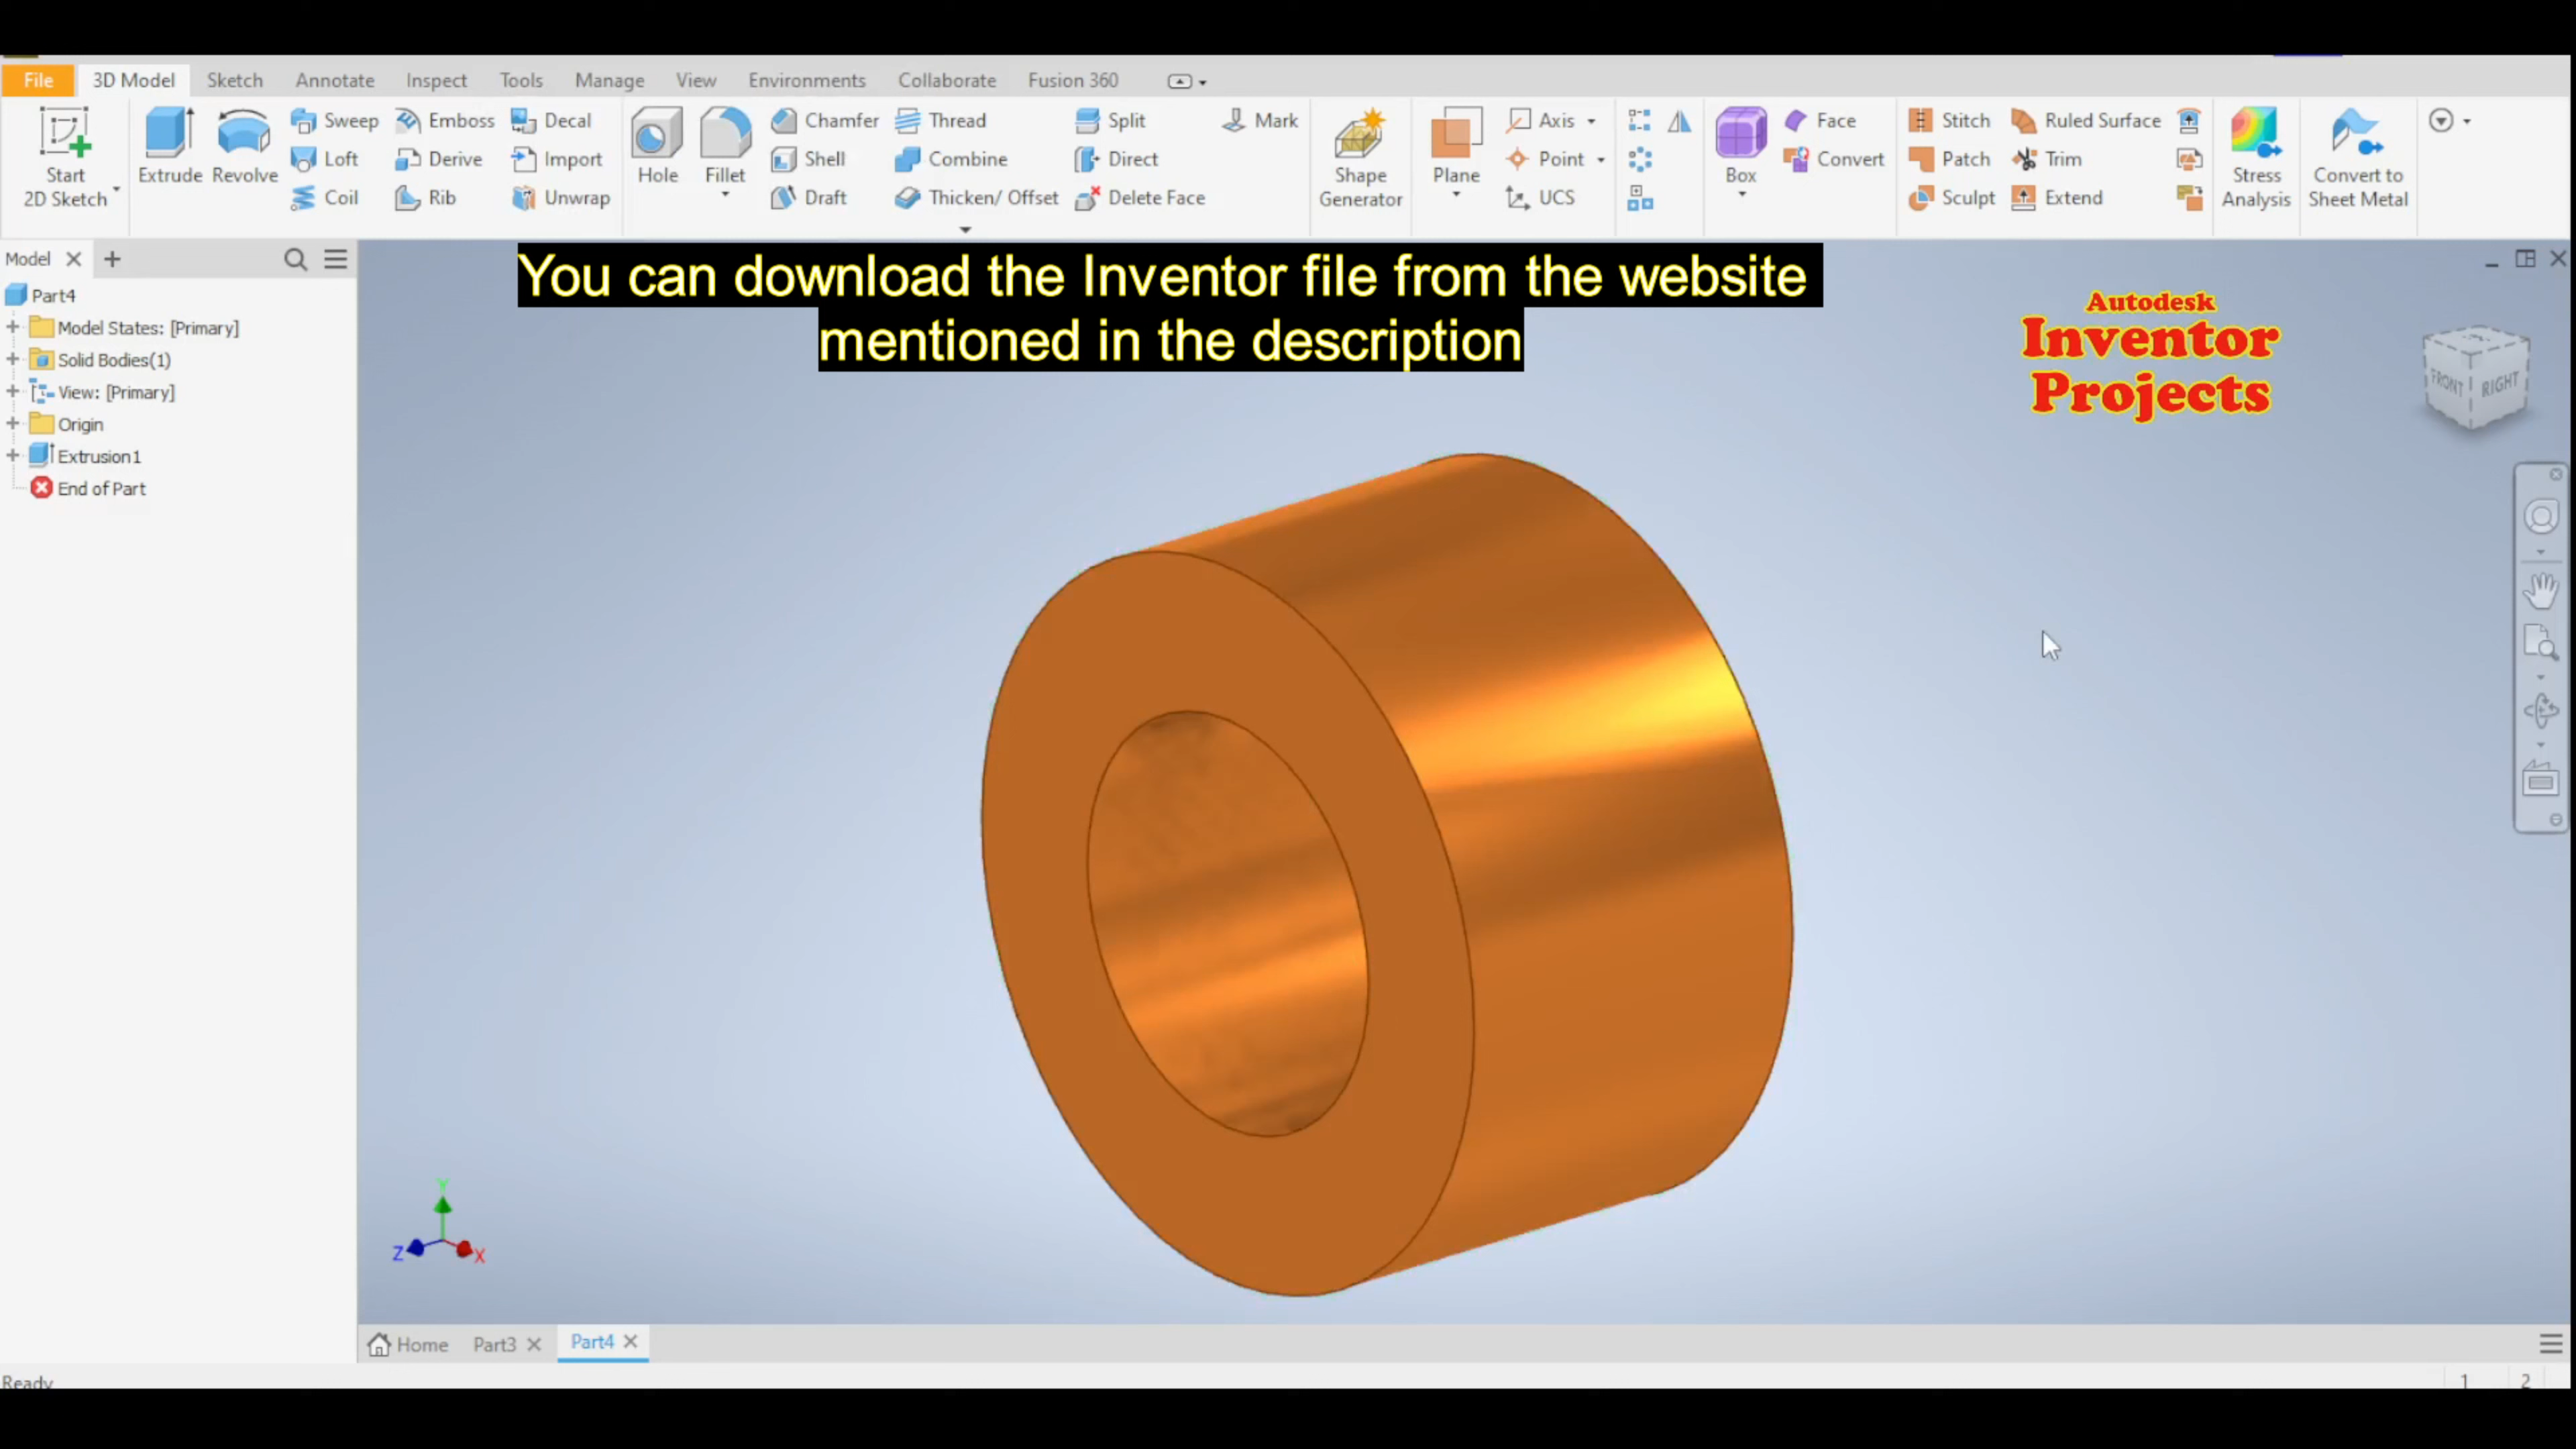 File 3D Model Sketch Annotate Inspect Tools Manage View Environments Collaborate Fusion 360
Start
2D Sketch
Extrude
Revolve
Sweep
Loft
Coil
Emboss
Derive
Rib
Decal
Import
Unwrap
Hole
Fillet
Chamfer
Shell
Draft
Thread
Combine
Thicken/ Offset
Split
Direct
Delete Face
Mark
Shape
Generator
Plane
Axis
Point
UCS
Box
Face
Convert
Stitch
Patch
Sculpt
Ruled Surface
Trim
Extend
Stress
Analysis
Convert to
Sheet Metal
Model
Part4
Model States: [Primary]
Solid Bodies(1)
View: [Primary]
Origin
Extrusion1
End of Part
You can download the Inventor file from the website
mentioned in the description
Autodesk
Inventor
Projects
FRONT
RIGHT
Y
Z
X
Home Part3 Part4
Ready
1 2